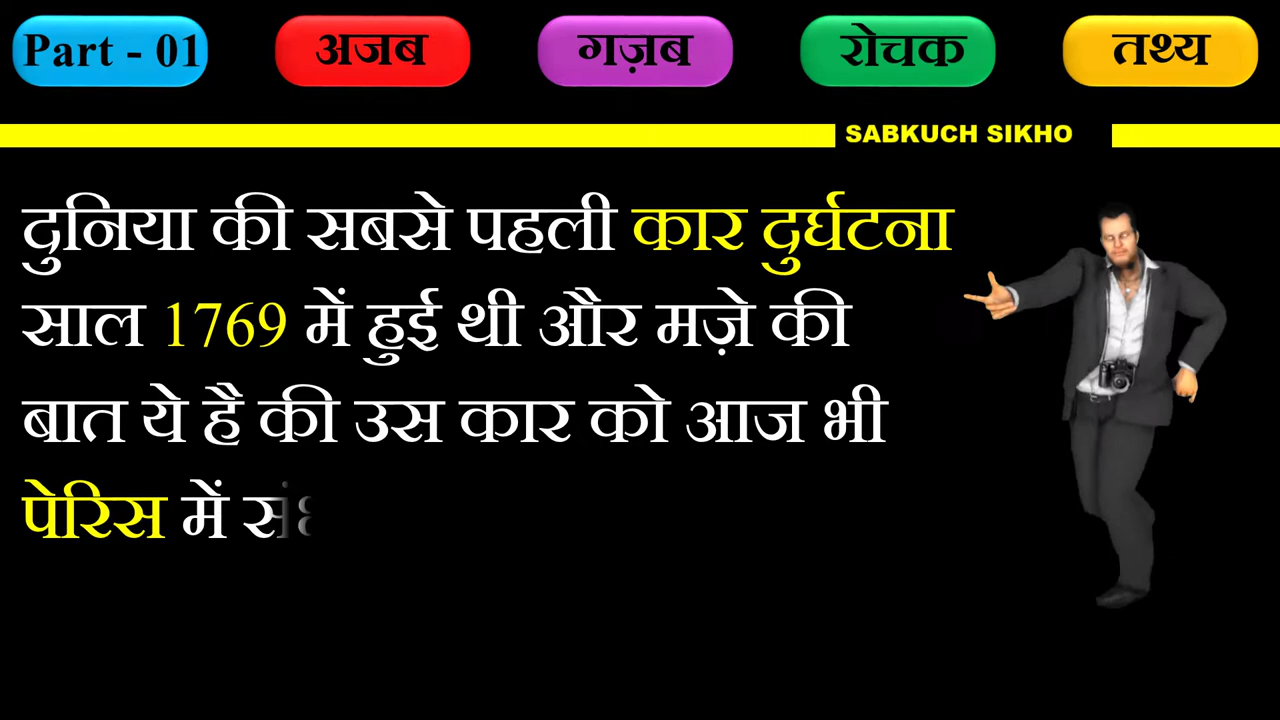 Part - 01 अजब गज़ब रोचक तथ्य
SABKUCH SIKHO
दुनिया की सबसे पहली कार दुर्घटना
साल 1769 में हुई थी और मज़े की
बात ये है की उस कार को आज भी
पेरिस में